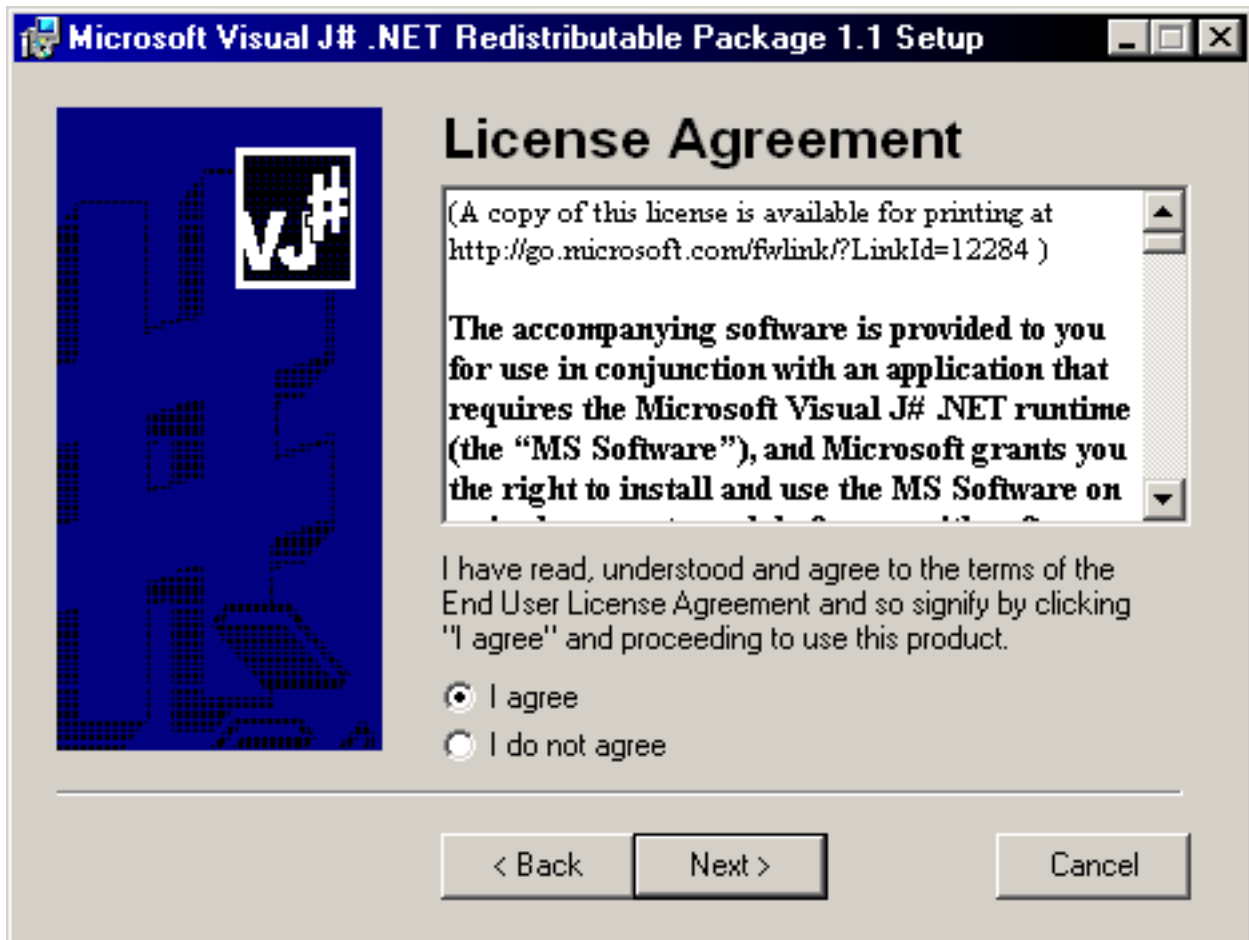 Microsoft Visual J# .NET Redistributable Package 1.1 Setup
VJ#
License Agreement
(A copy of this license is available for printing at
http://go.microsoft.com/fwlink/?LinkId=12284 )
The accompanying software is provided to you
for use in conjunction with an application that
requires the Microsoft Visual J# .NET runtime
(the “MS Software”), and Microsoft grants you
the right to install and use the MS Software on
I have read, understood and agree to the terms of the
End User License Agreement and so signify by clicking
"I agree" and proceeding to use this product.
I agree
I do not agree
< Back
Next >
Cancel